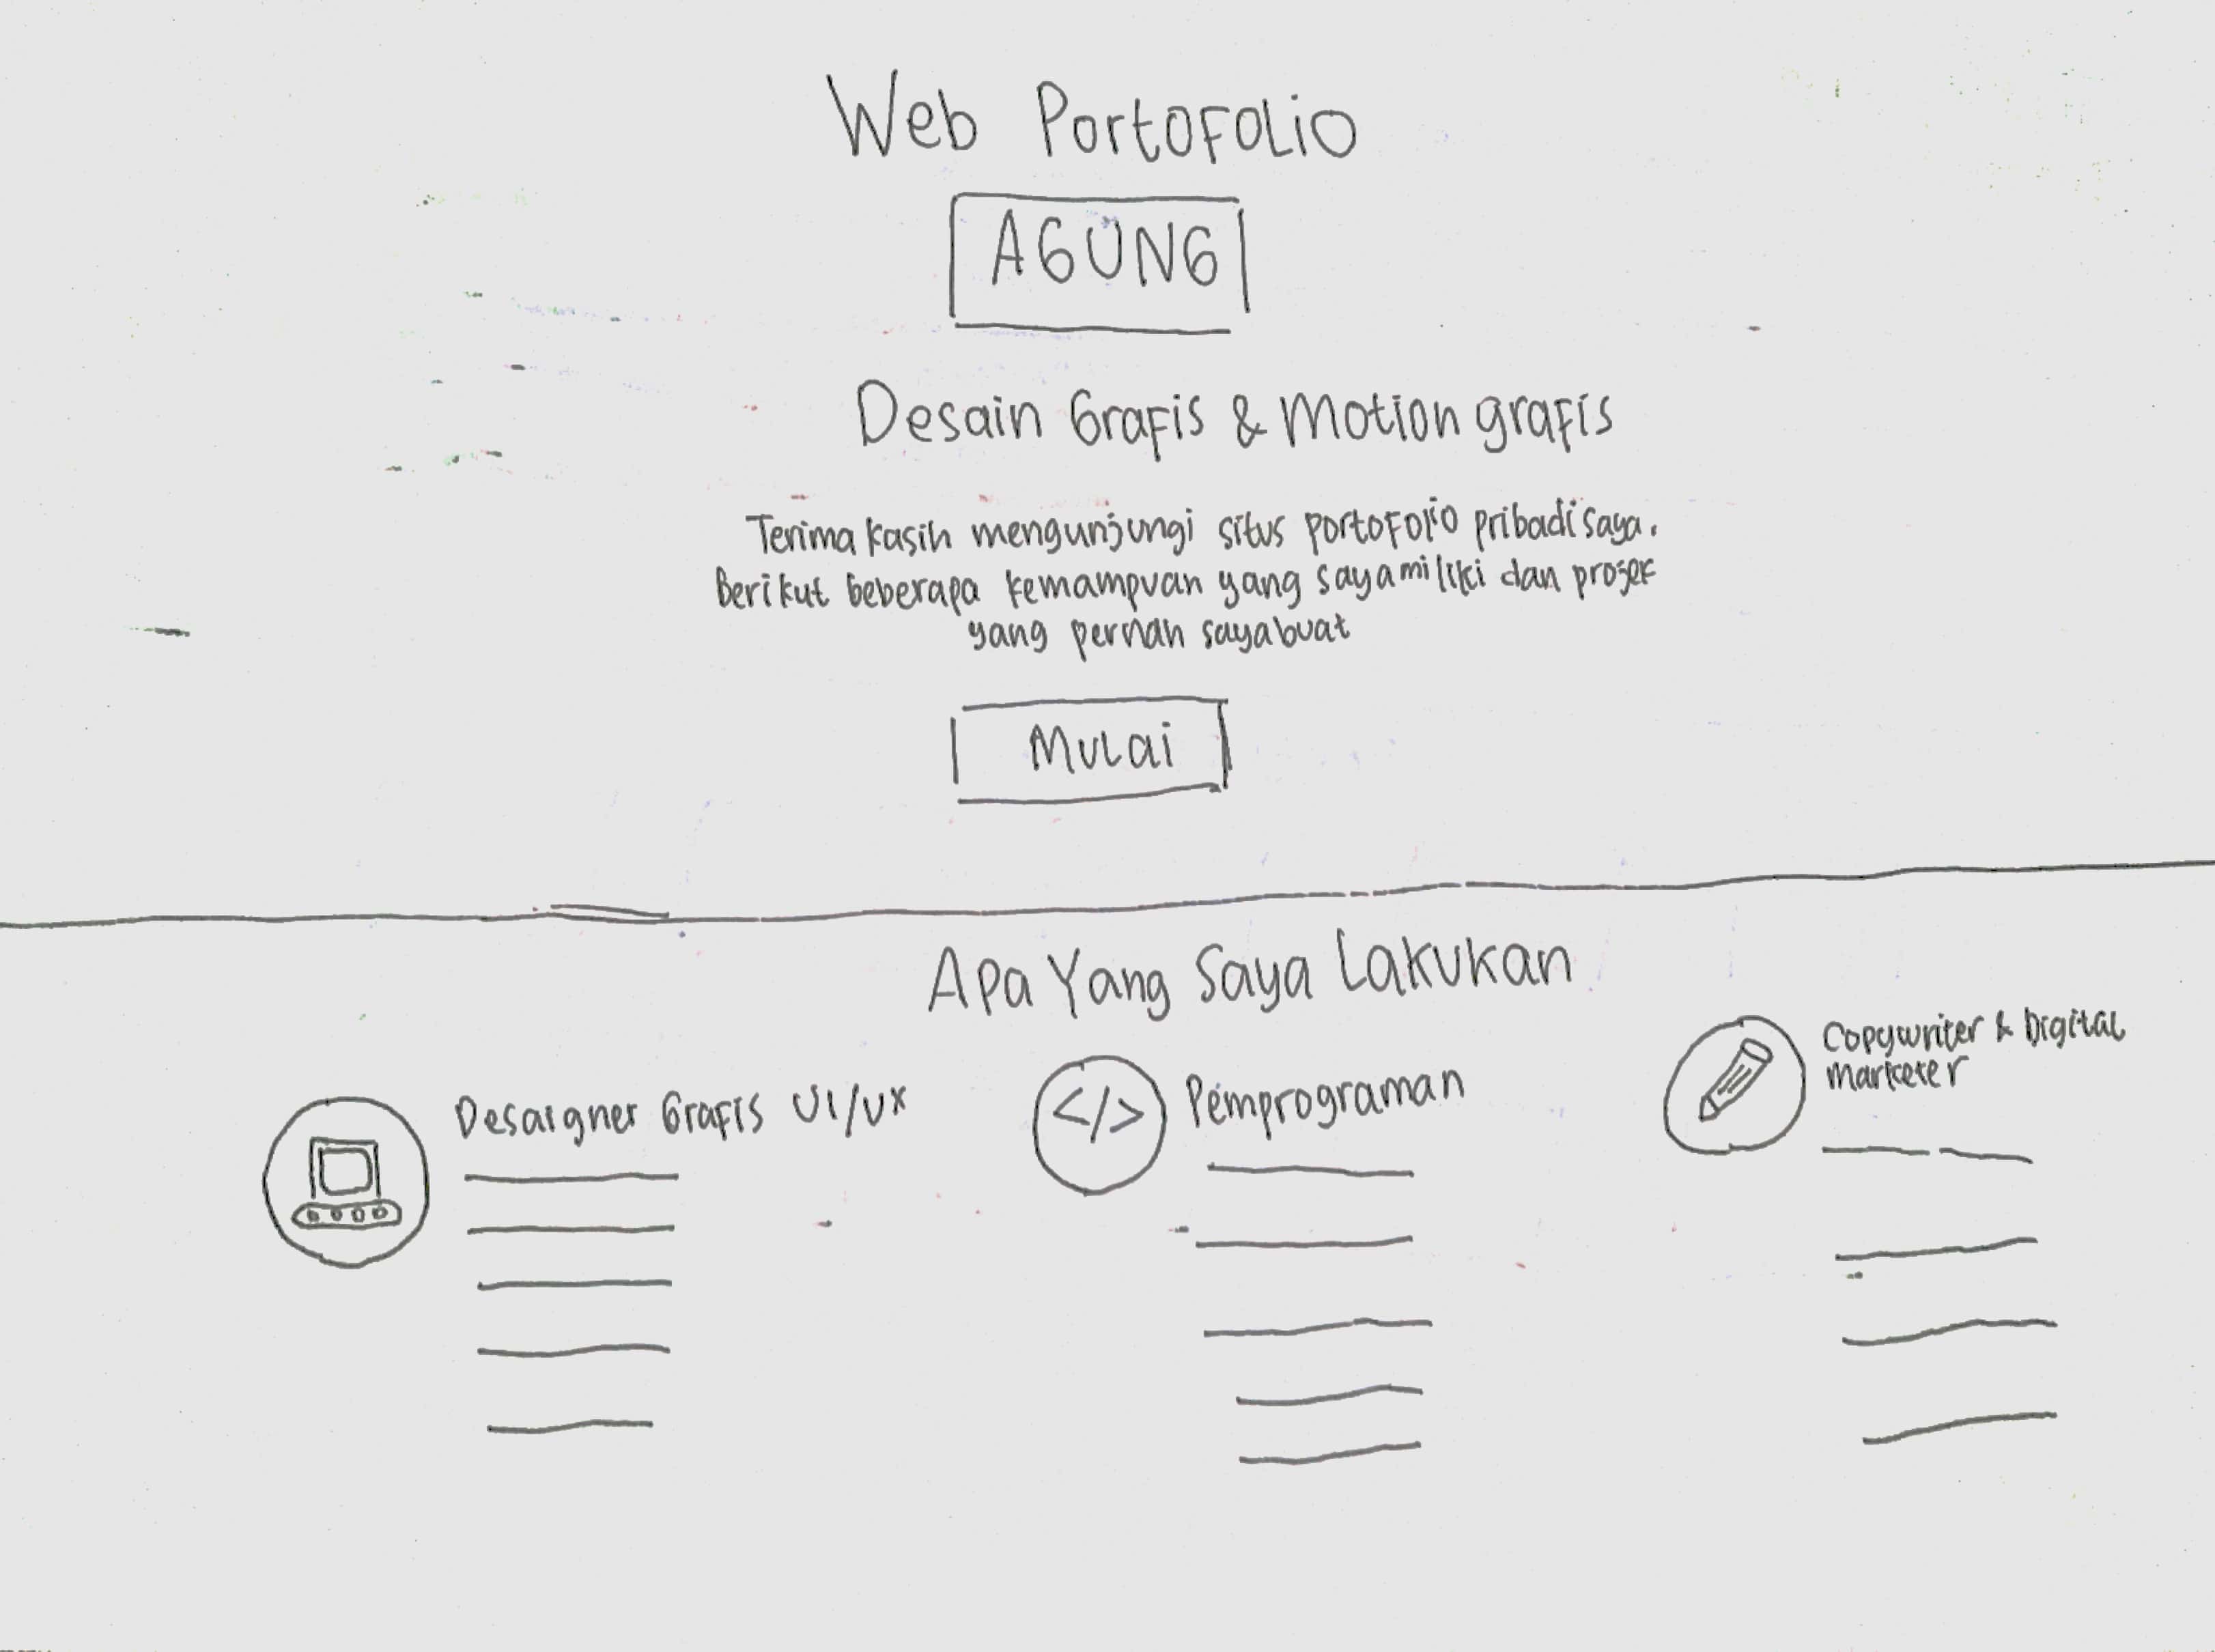 Web Portofolio
AGUNG
Desain Grafis & Motion grafis
Terima kasih mengunjungi situs portofolio pribadi saya.
Berikut beberapa kemampuan yang saya miliki dan projek
yang pernah saya buat
Mulai
Apa Yang Saya Lakukan
Desaigner Grafis UI/UX
</> Pemprograman
Copywriter & Digital
marketer